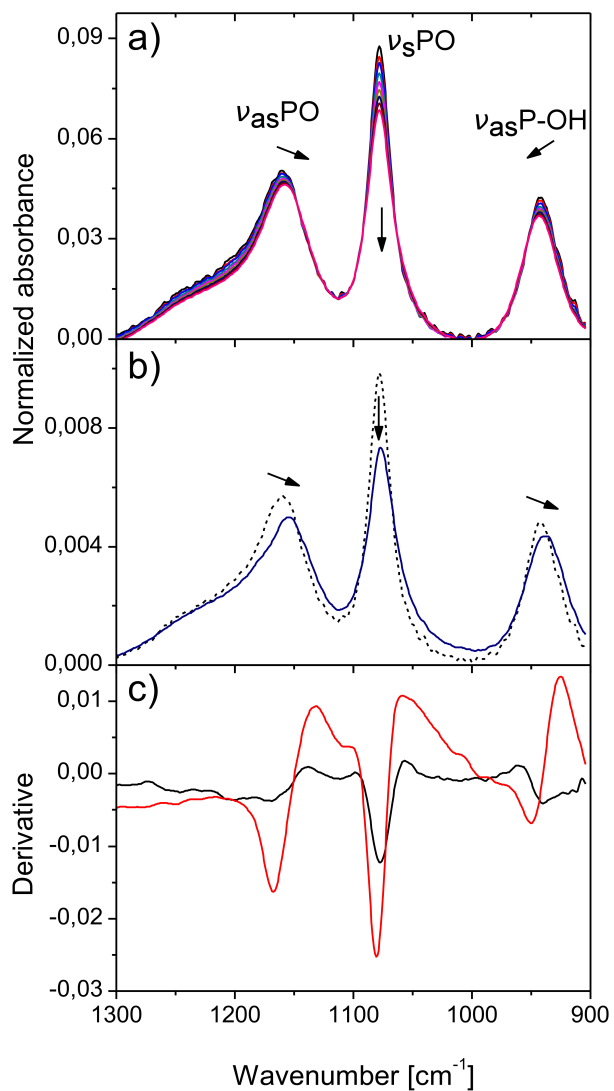 a)
0,09
νsPO
νasPO
νasP-OH
0,06
0,03
0,00
Normalized absorbance
b)
0,008
0,004
0,000
c)
0,01
0,00
-0,01
-0,02
-0,03
Derivative
1300 1200 1100 1000 900
Wavenumber [cm⁻¹]